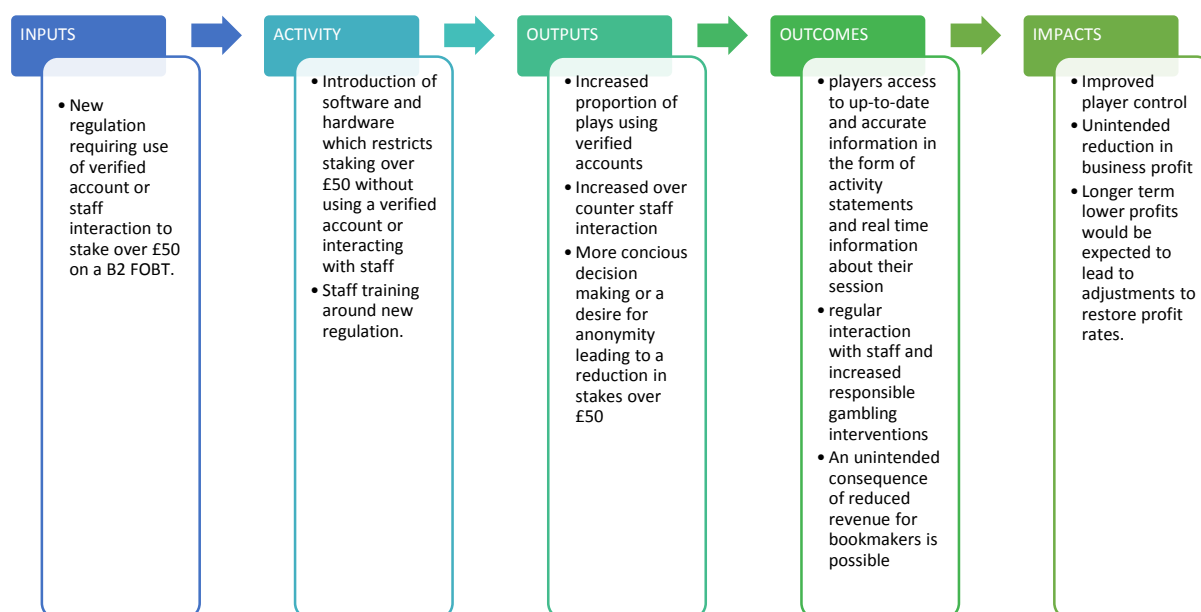 INPUTS
• New
regulation
requiring use
of verified
account or
staff
interaction to
stake over £50
on a B2 FOBT.
ACTIVITY
• Introduction of
software and
hardware
which restricts
staking over
£50 without
using a verified
account or
interacting
with staff
• Staff training
around new
regulation.
OUTPUTS
• Increased
proportion of
plays using
verified
accounts
• Increased over
counter staff
interaction
• More concious
decision
making or a
desire for
anonymity
leading to a
reduction in
stakes over
£50
OUTCOMES
• players access
to up-to-date
and accurate
information in
the form of
activity
statements
and real time
information
about their
session
• regular
interaction
with staff and
increased
responsible
gambling
interventions
• An unintended
consequence
of reduced
revenue for
bookmakers is
possible
IMPACTS
• Improved
player control
• Unintended
reduction in
business profit
• Longer term
lower profits
would be
expected to
lead to
adjustments to
restore profit
rates.